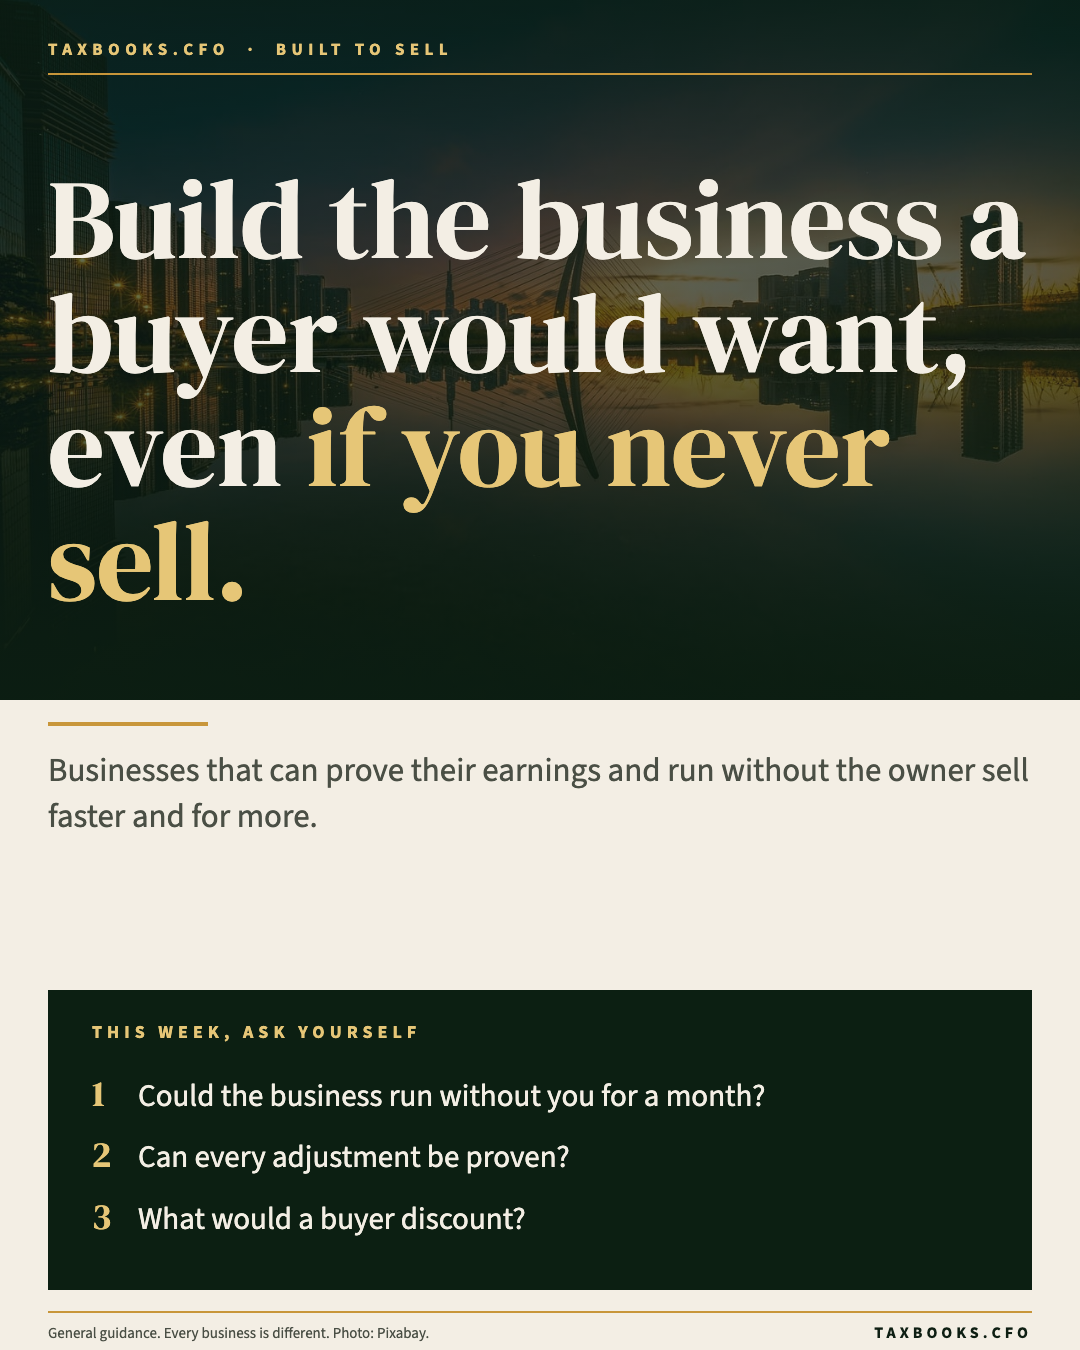 TAXBOOKS.CFO · BUILT TO SELL
Build the business a
buyer would want,
even if you never
sell.
Businesses that can prove their earnings and run without the owner sell
faster and for more.
THIS WEEK, ASK YOURSELF
1 Could the business run without you for a month?
2 Can every adjustment be proven?
3 What would a buyer discount?
General guidance. Every business is different. Photo: Pixabay.
TAXBOOKS.CFO